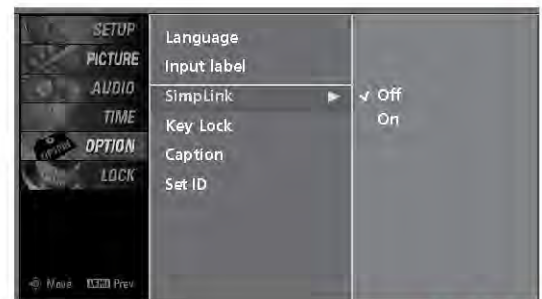 SETUP
PICTURE
AUDIO
TIME
OPTION
LOCK
Move
MENU Prev.
Language
Input label
SimpLink ▶
Key Lock
Caption
Set ID
✓ Off
On